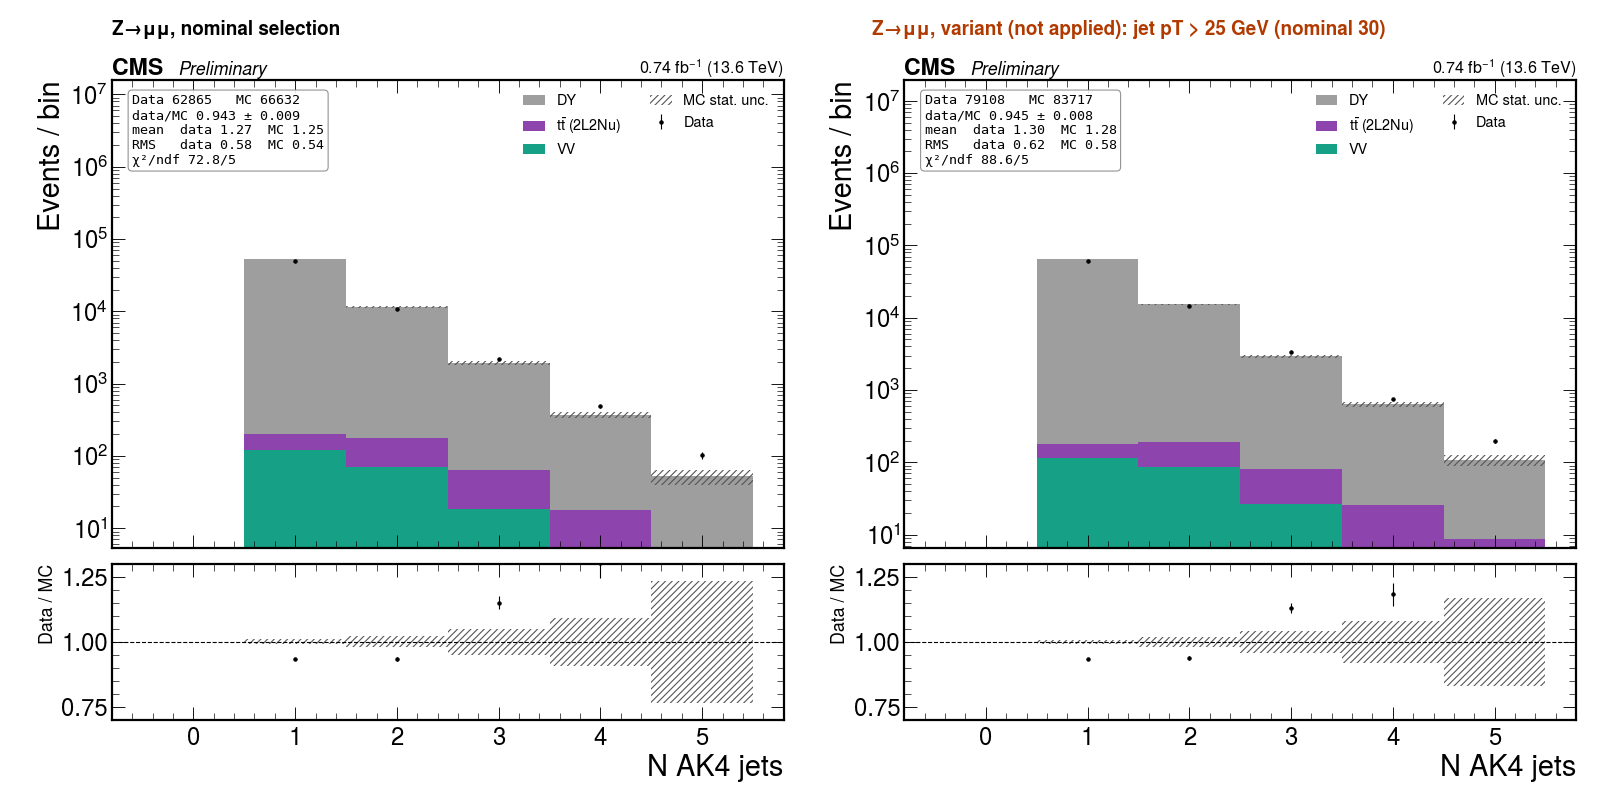 Z→μμ, nominal selection
CMS Preliminary 0.74 fb⁻¹ (13.6 TeV)
Data 62865 MC 66632
data/MC 0.943 ± 0.009
mean data 1.27 MC 1.25
RMS data 0.58 MC 0.54
χ²/ndf 72.8/5
DY
tt̄ (2L2Nu)
VV
MC stat. unc.
Data
Events / bin
10⁷
10⁶
10⁵
10⁴
10³
10²
10¹
Data / MC
1.25
1.00
0.75
0 1 2 3 4 5
N AK4 jets
Z→μμ, variant (not applied): jet pT > 25 GeV (nominal 30)
CMS Preliminary 0.74 fb⁻¹ (13.6 TeV)
Data 79108 MC 83717
data/MC 0.945 ± 0.008
mean data 1.30 MC 1.28
RMS data 0.62 MC 0.58
χ²/ndf 88.6/5
DY
tt̄ (2L2Nu)
VV
MC stat. unc.
Data
Events / bin
10⁷
10⁶
10⁵
10⁴
10³
10²
10¹
Data / MC
1.25
1.00
0.75
0 1 2 3 4 5
N AK4 jets